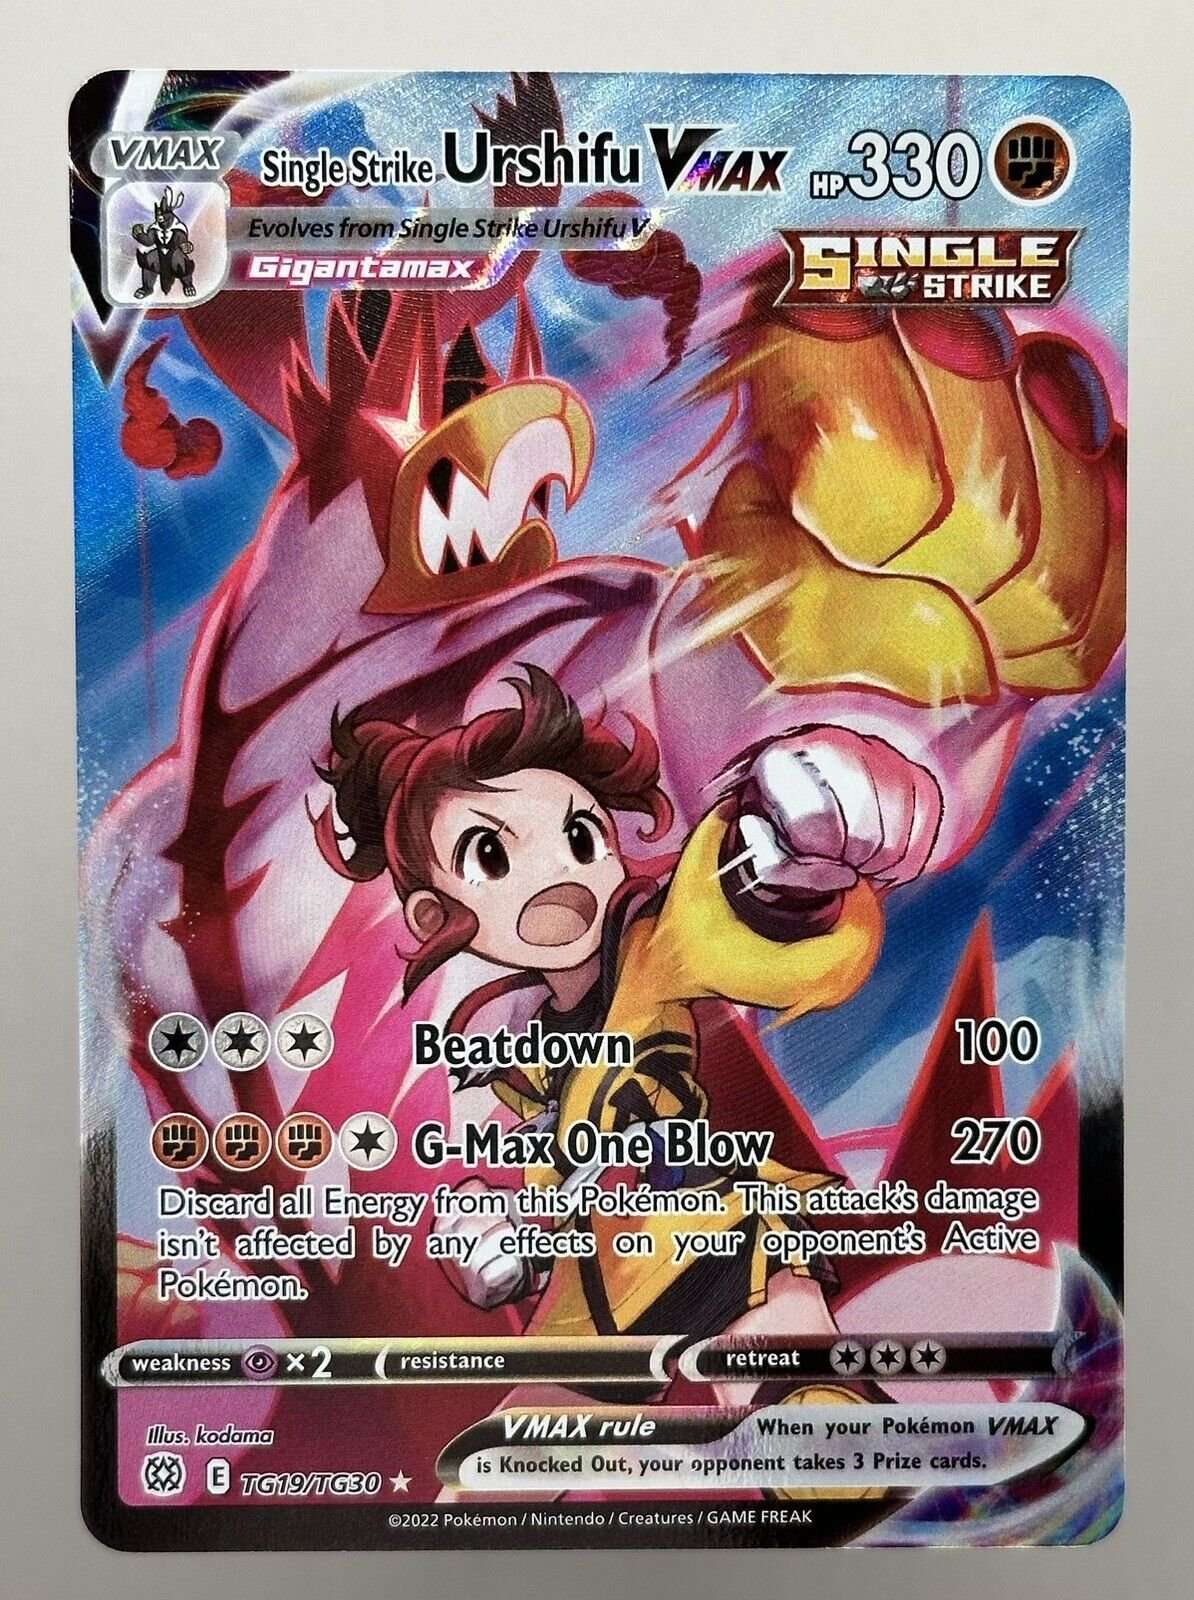 VMAX
Single Strike Urshifu VMAX HP 330
Evolves from Single Strike Urshifu V
Gigantamax
SINGLE
STRIKE
Beatdown 100
G-Max One Blow 270
Discard all Energy from this Pokémon. This attack's damage
isn't affected by any effects on your opponent's Active
Pokémon.
weakness ×2 resistance retreat
Illus. kodama
VMAX rule When your Pokémon VMAX
is Knocked Out, your opponent takes 3 Prize cards.
E TG19/TG30
©2022 Pokémon / Nintendo / Creatures / GAME FREAK